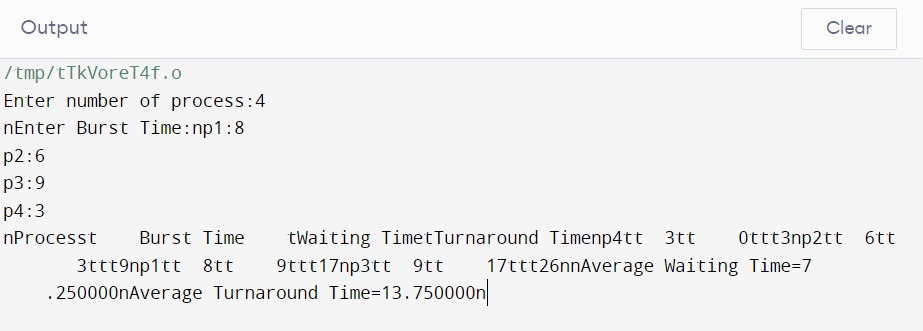 Output
Clear
/tmp/tTkVoreT4f.o
Enter number of process:4
nEnter Burst Time:np1:8
p2:6
p3:9
p4:3
nProcesst    Burst Time    tWaiting TimetTurnaround Timenp4tt  3tt    0ttt3np2tt  6tt
3ttt9np1tt  8tt    9ttt17np3tt  9tt    17ttt26nnAverage Waiting Time=7
.250000nAverage Turnaround Time=13.750000n